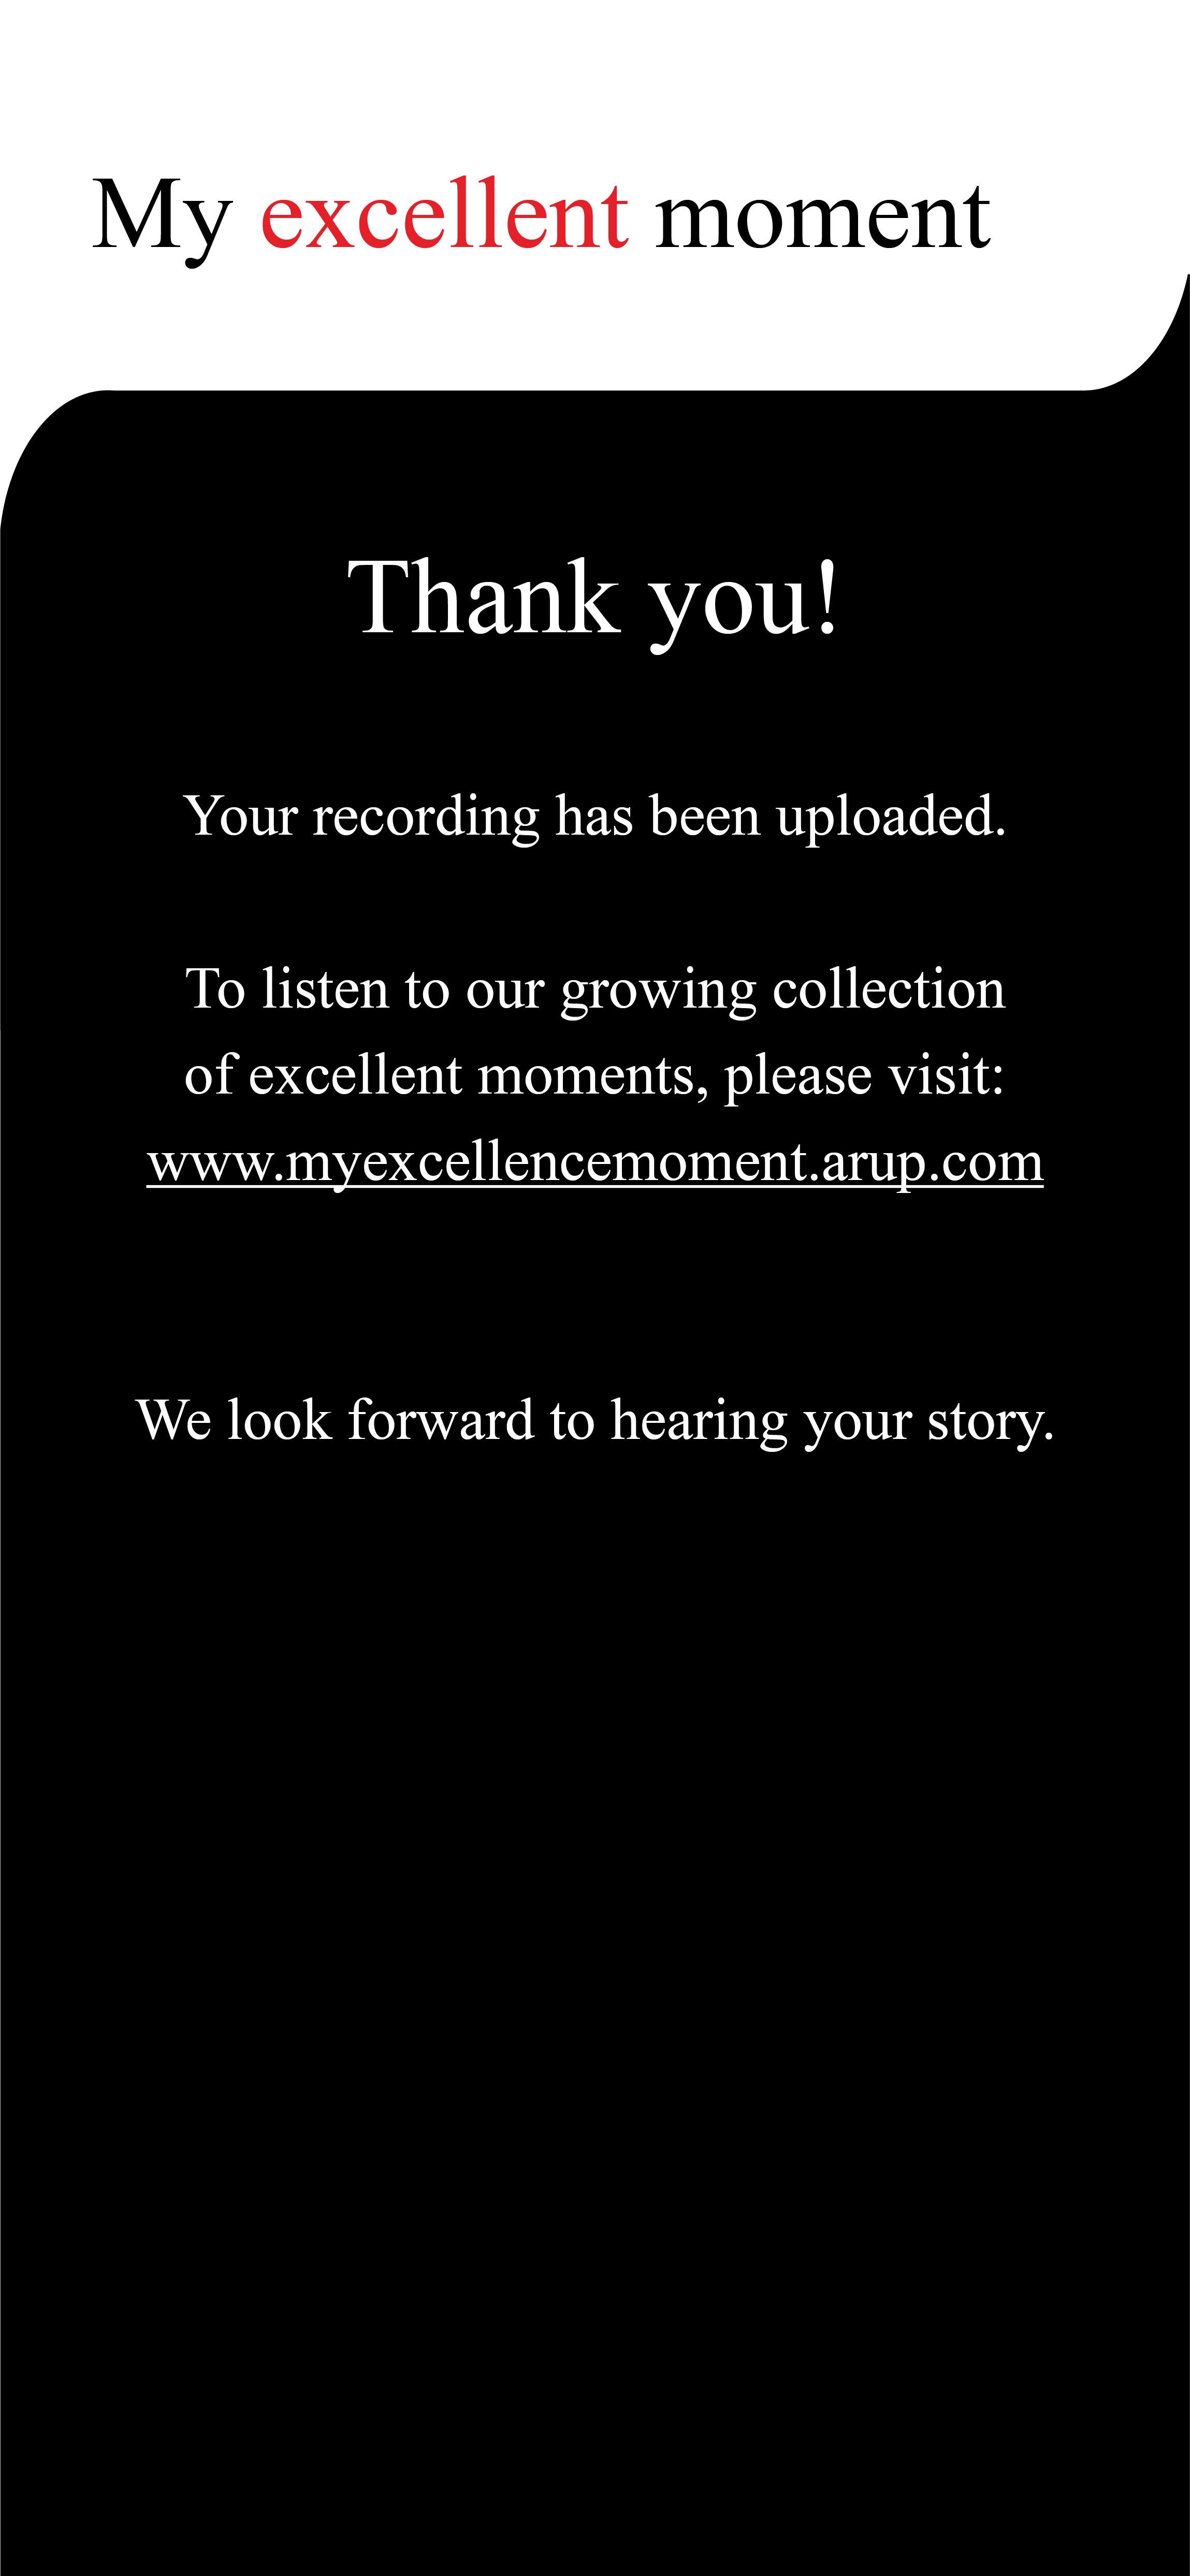 My excellent moment
Thank you!
Your recording has been uploaded.
To listen to our growing collection
of excellent moments, please visit:
www.myexcellencemoment.arup.com
We look forward to hearing your story.